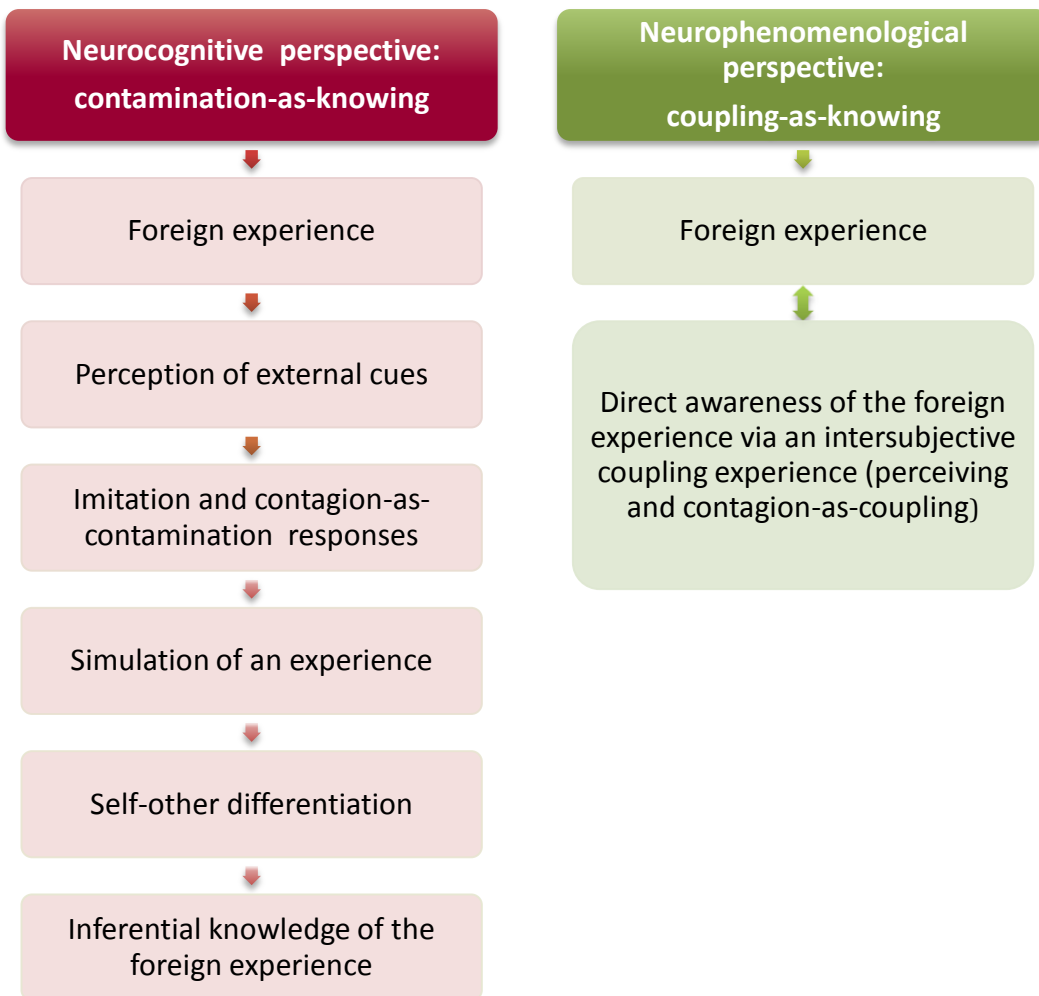 Neurocognitive perspective:
contamination-as-knowing
Foreign experience
Perception of external cues
Imitation and contagion-as-
contamination responses
Simulation of an experience
Self-other differentiation
Inferential knowledge of the
foreign experience
Neurophenomenological
perspective:
coupling-as-knowing
Foreign experience
Direct awareness of the foreign
experience via an intersubjective
coupling experience (perceiving
and contagion-as-coupling)